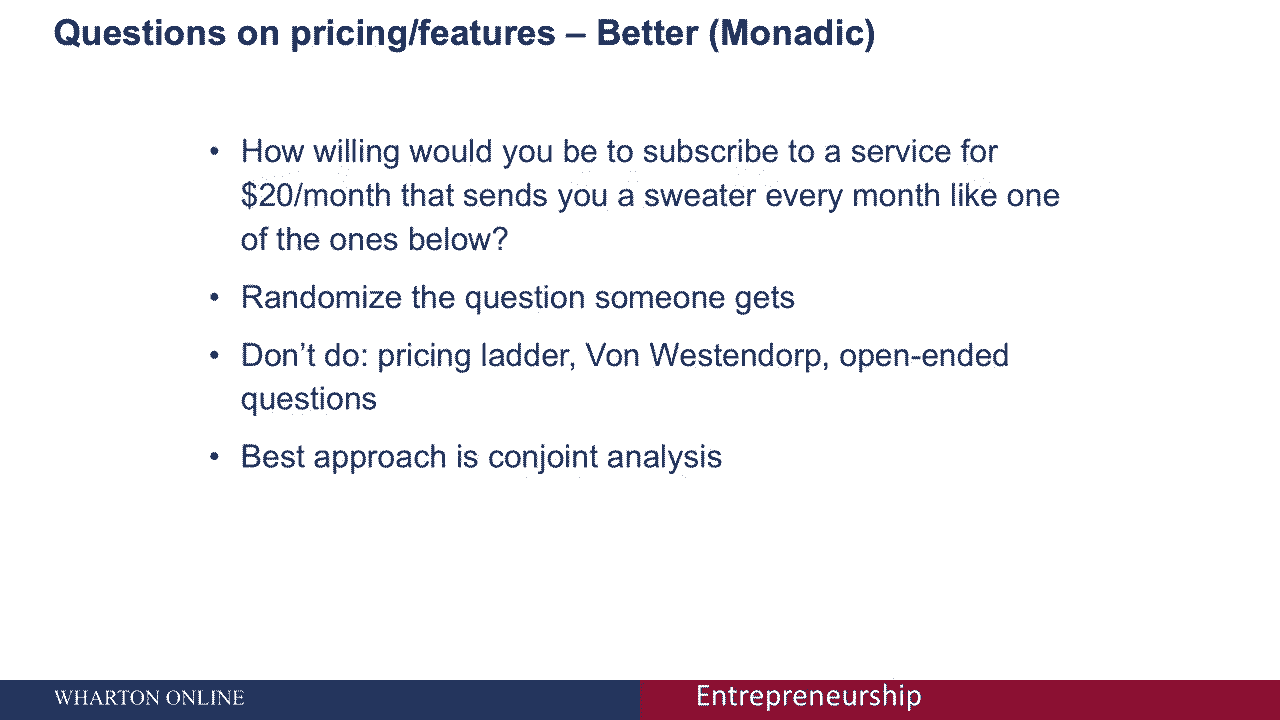 Questions on pricing/features – Better (Monadic)
• How willing would you be to subscribe to a service for
$20/month that sends you a sweater every month like one
of the ones below?
• Randomize the question someone gets
• Don’t do: pricing ladder, Von Westendorp, open-ended
questions
• Best approach is conjoint analysis
WHARTON ONLINE
Entrepreneurship